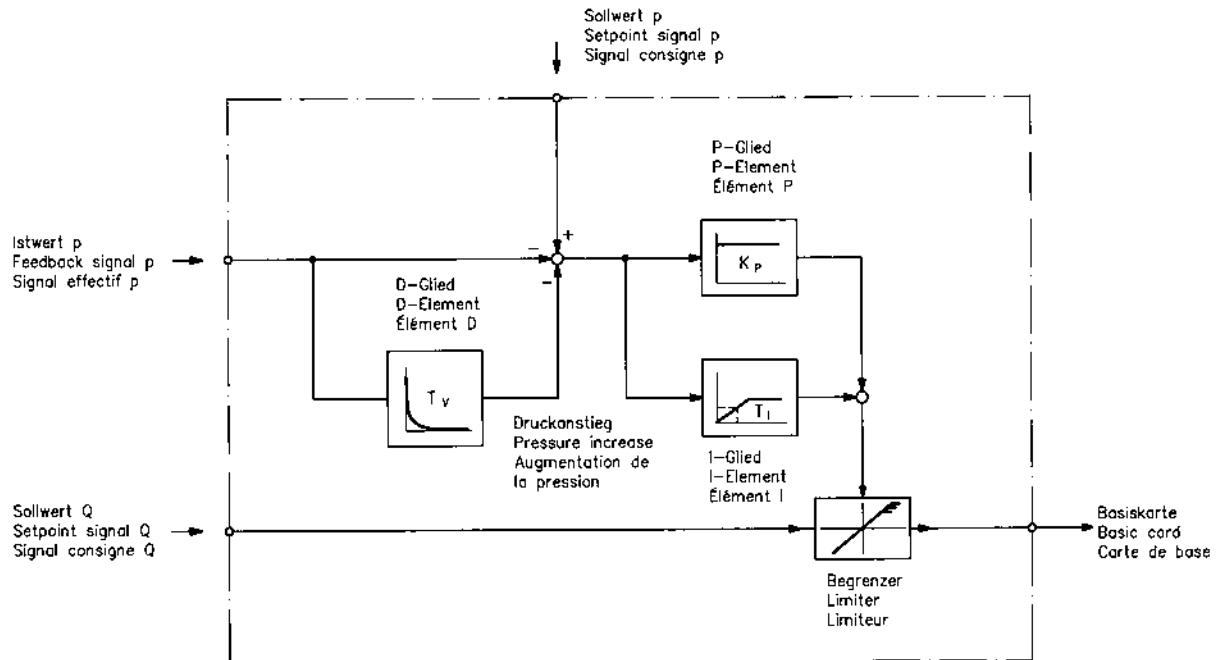 Sollwert p
Setpoint signal p
Signal consigne p
P-Glied
P-Element
Élément P
Istwert p
Feedback signal p
Signal effectif p
+
-
-
K p
D-Glied
D-Element
Élément D
T v
T I
Druckanstieg
Pressure increase
Augmentation de
la pression
I-Glied
I-Element
Élément I
Sollwert Q
Setpoint signal Q
Signal consigne Q
Basiskarte
Basic card
Carte de base
Begrenzer
Limiter
Limiteur